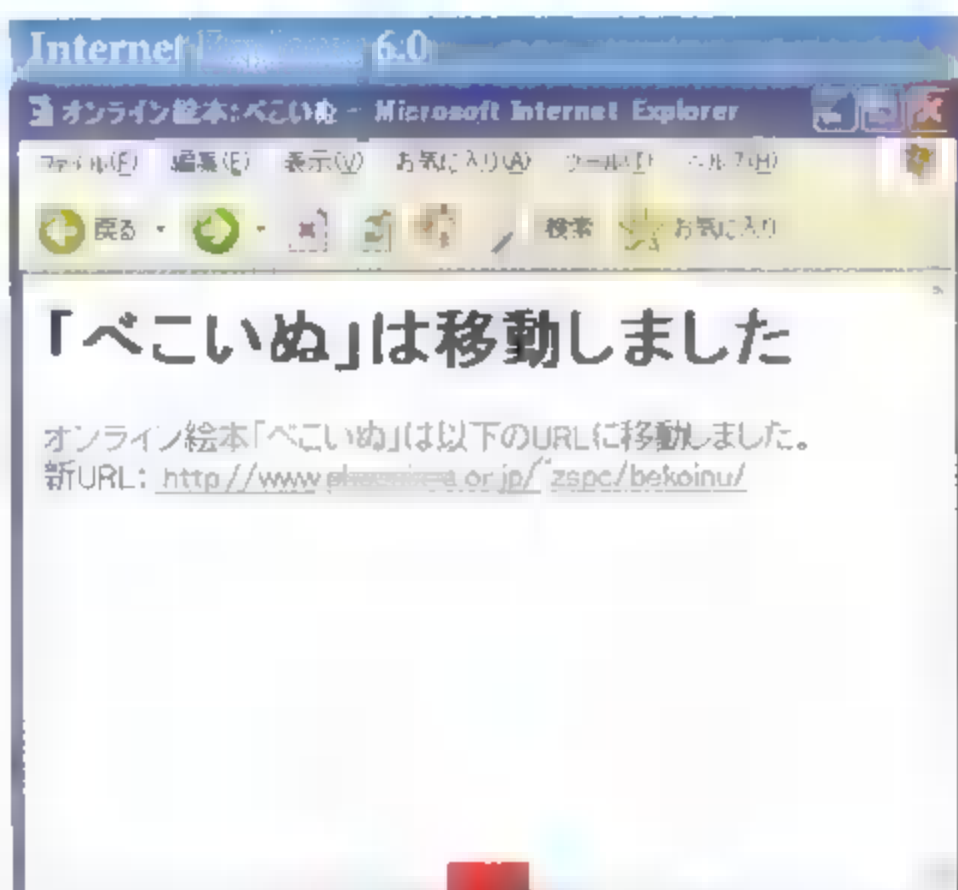 Internet 6.0
オンライン絵本:べこいぬ - Microsoft Internet Explorer
ファイル(F) 編集(E) 表示(V) お気に入り(A) ツール(T) ヘルプ(H)
戻る 検索 お気に入り
「べこいぬ」は移動しました
オンライン絵本「べこいぬ」は以下のURLに移動しました。
新URL: http://www or.jp/~zspc/bekoinu/